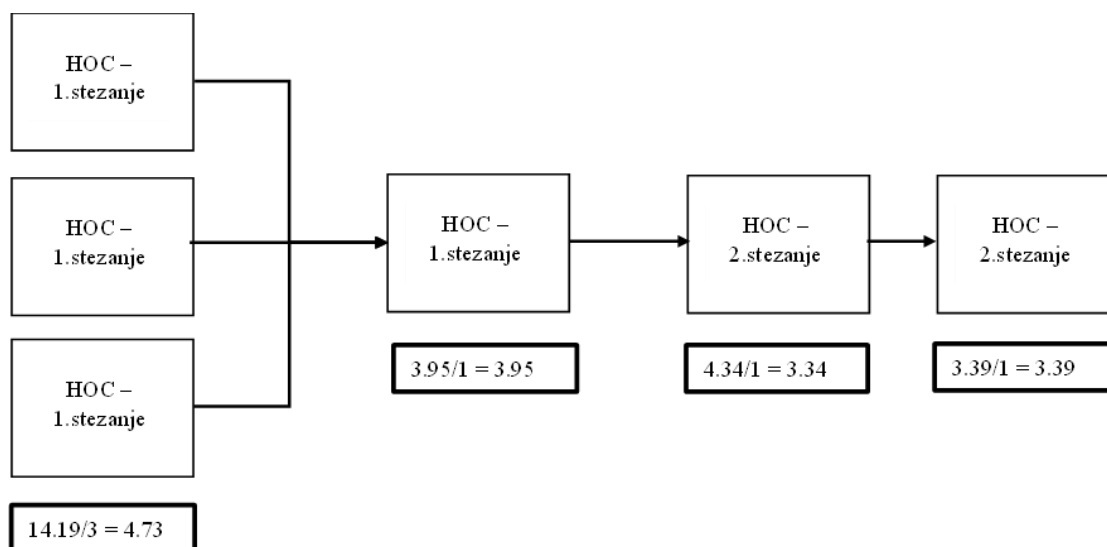 HOC –
1.stezanje
HOC –
1.stezanje
HOC –
1.stezanje
14.19/3 = 4.73
HOC –
1.stezanje
3.95/1 = 3.95
HOC –
2.stezanje
4.34/1 = 3.34
HOC –
2.stezanje
3.39/1 = 3.39